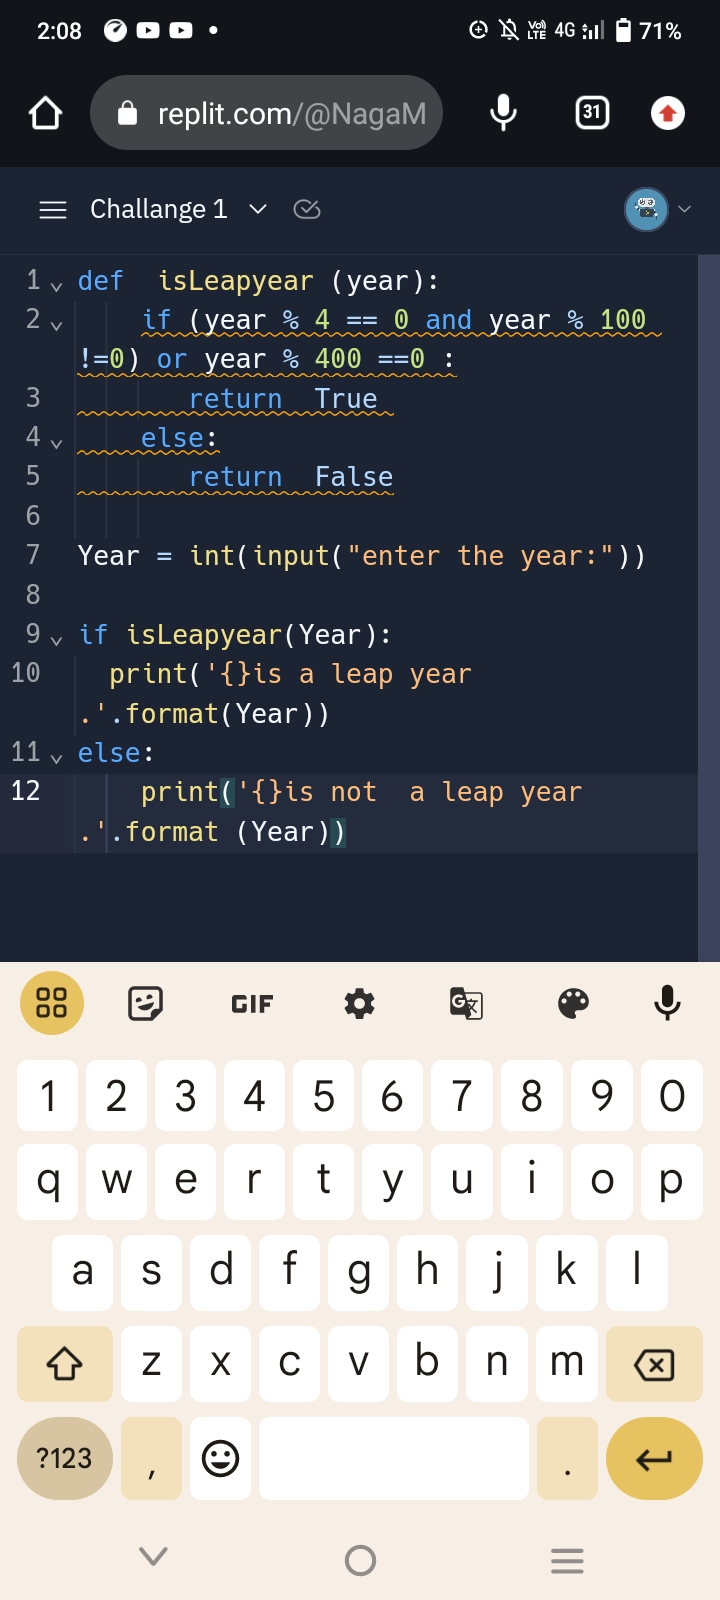 2:08 Vo) LTE 4G 71%
replit.com/@NagaM 31
Challange 1
1 def  isLeapyear (year):
2     if (year % 4 == 0 and year % 100
!=0) or year % 400 ==0 :
3        return  True
4     else:
5        return  False
6
7 Year = int(input("enter the year:"))
8
9 if isLeapyear(Year):
10   print('{}is a leap year
.'.format(Year))
11 else:
12     print('{}is not  a leap year
.'.format (Year))
GIF G
1 2 3 4 5 6 7 8 9 0
q w e r t y u i o p
a s d f g h j k l
z x c v b n m
?123 , .